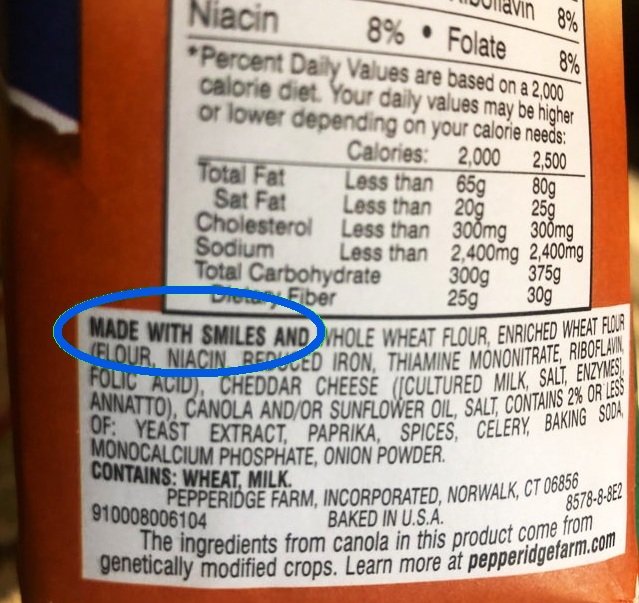 Niacin 8% • Folate 8%
8%
*Percent Daily Values are based on a 2,000
calorie diet. Your daily values may be higher
or lower depending on your calorie needs:
Calories: 2,000 2,500
Total Fat Less than 65g 80g
Sat Fat Less than 20g 25g
Cholesterol Less than 300mg 300mg
Sodium Less than 2,400mg 2,400mg
Total Carbohydrate 300g 375g
Dietary Fiber 25g 30g
MADE WITH SMILES AND WHOLE WHEAT FLOUR, ENRICHED WHEAT FLOUR
(FLOUR, NIACIN, REDUCED IRON, THIAMINE MONONITRATE, RIBOFLAVIN,
FOLIC ACID), CHEDDAR CHEESE ([CULTURED MILK, SALT, ENZYMES],
ANNATTO), CANOLA AND/OR SUNFLOWER OIL, SALT, CONTAINS 2% OR LESS
OF: YEAST EXTRACT, PAPRIKA, SPICES, CELERY, BAKING SODA,
MONOCALCIUM PHOSPHATE, ONION POWDER.
CONTAINS: WHEAT, MILK.
PEPPERIDGE FARM, INCORPORATED, NORWALK, CT 06856
910008006104 BAKED IN U.S.A. 8578-8-8E2
The ingredients from canola in this product come from
genetically modified crops. Learn more at pepperidgefarm.com